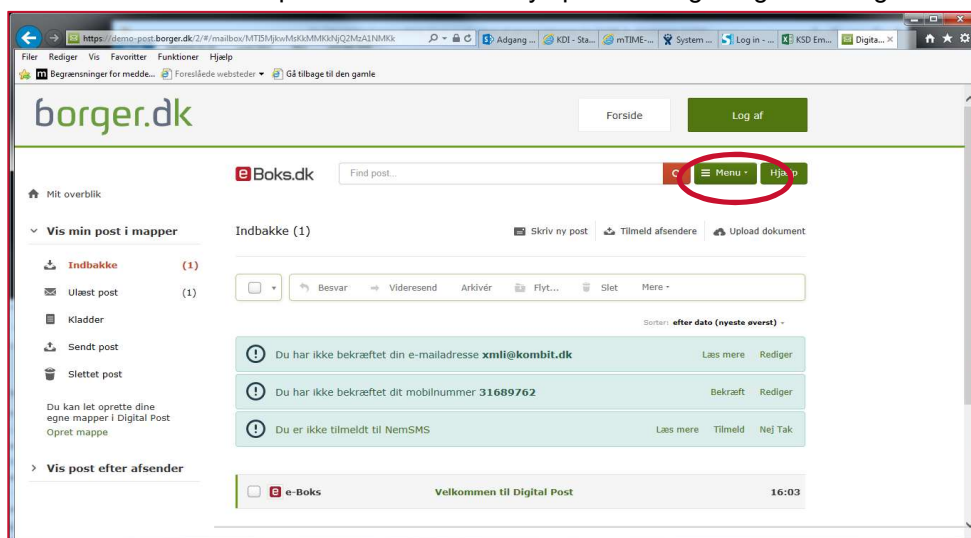 https://demo-post.borger.dk/2/#/mailbox/MTI5MjkwMsKkMMKkNjQ2MzA1NMKk
Adgang ... KDI - Sta... mTIME-... System ... Log in - ... KSD Em... Digita... ×
Filer Rediger Vis Favoritter Funktioner Hjælp
Begrænsninger for medde... Foreslåede websteder Gå tilbage til den gamle
borger.dk
Forside
Log af
eBoks.dk
Find post...
Menu
Hjælp
Mit overblik
Vis min post i mapper
Indbakke (1)
Ulæst post (1)
Kladder
Sendt post
Slettet post
Du kan let oprette dine
egne mapper i Digital Post
Opret mappe
Vis post efter afsender
Indbakke (1)
Skriv ny post
Tilmeld afsendere
Upload dokument
Besvar Videresend Arkivér Flyt... Slet Mere
Sorter: efter dato (nyeste øverst)
Du har ikke bekræftet din e-mailadresse xmli@kombit.dk Læs mere Rediger
Du har ikke bekræftet dit mobilnummer 31689762 Bekræft Rediger
Du er ikke tilmeldt til NemSMS Læs mere Tilmeld Nej Tak
e-Boks Velkommen til Digital Post 16:03